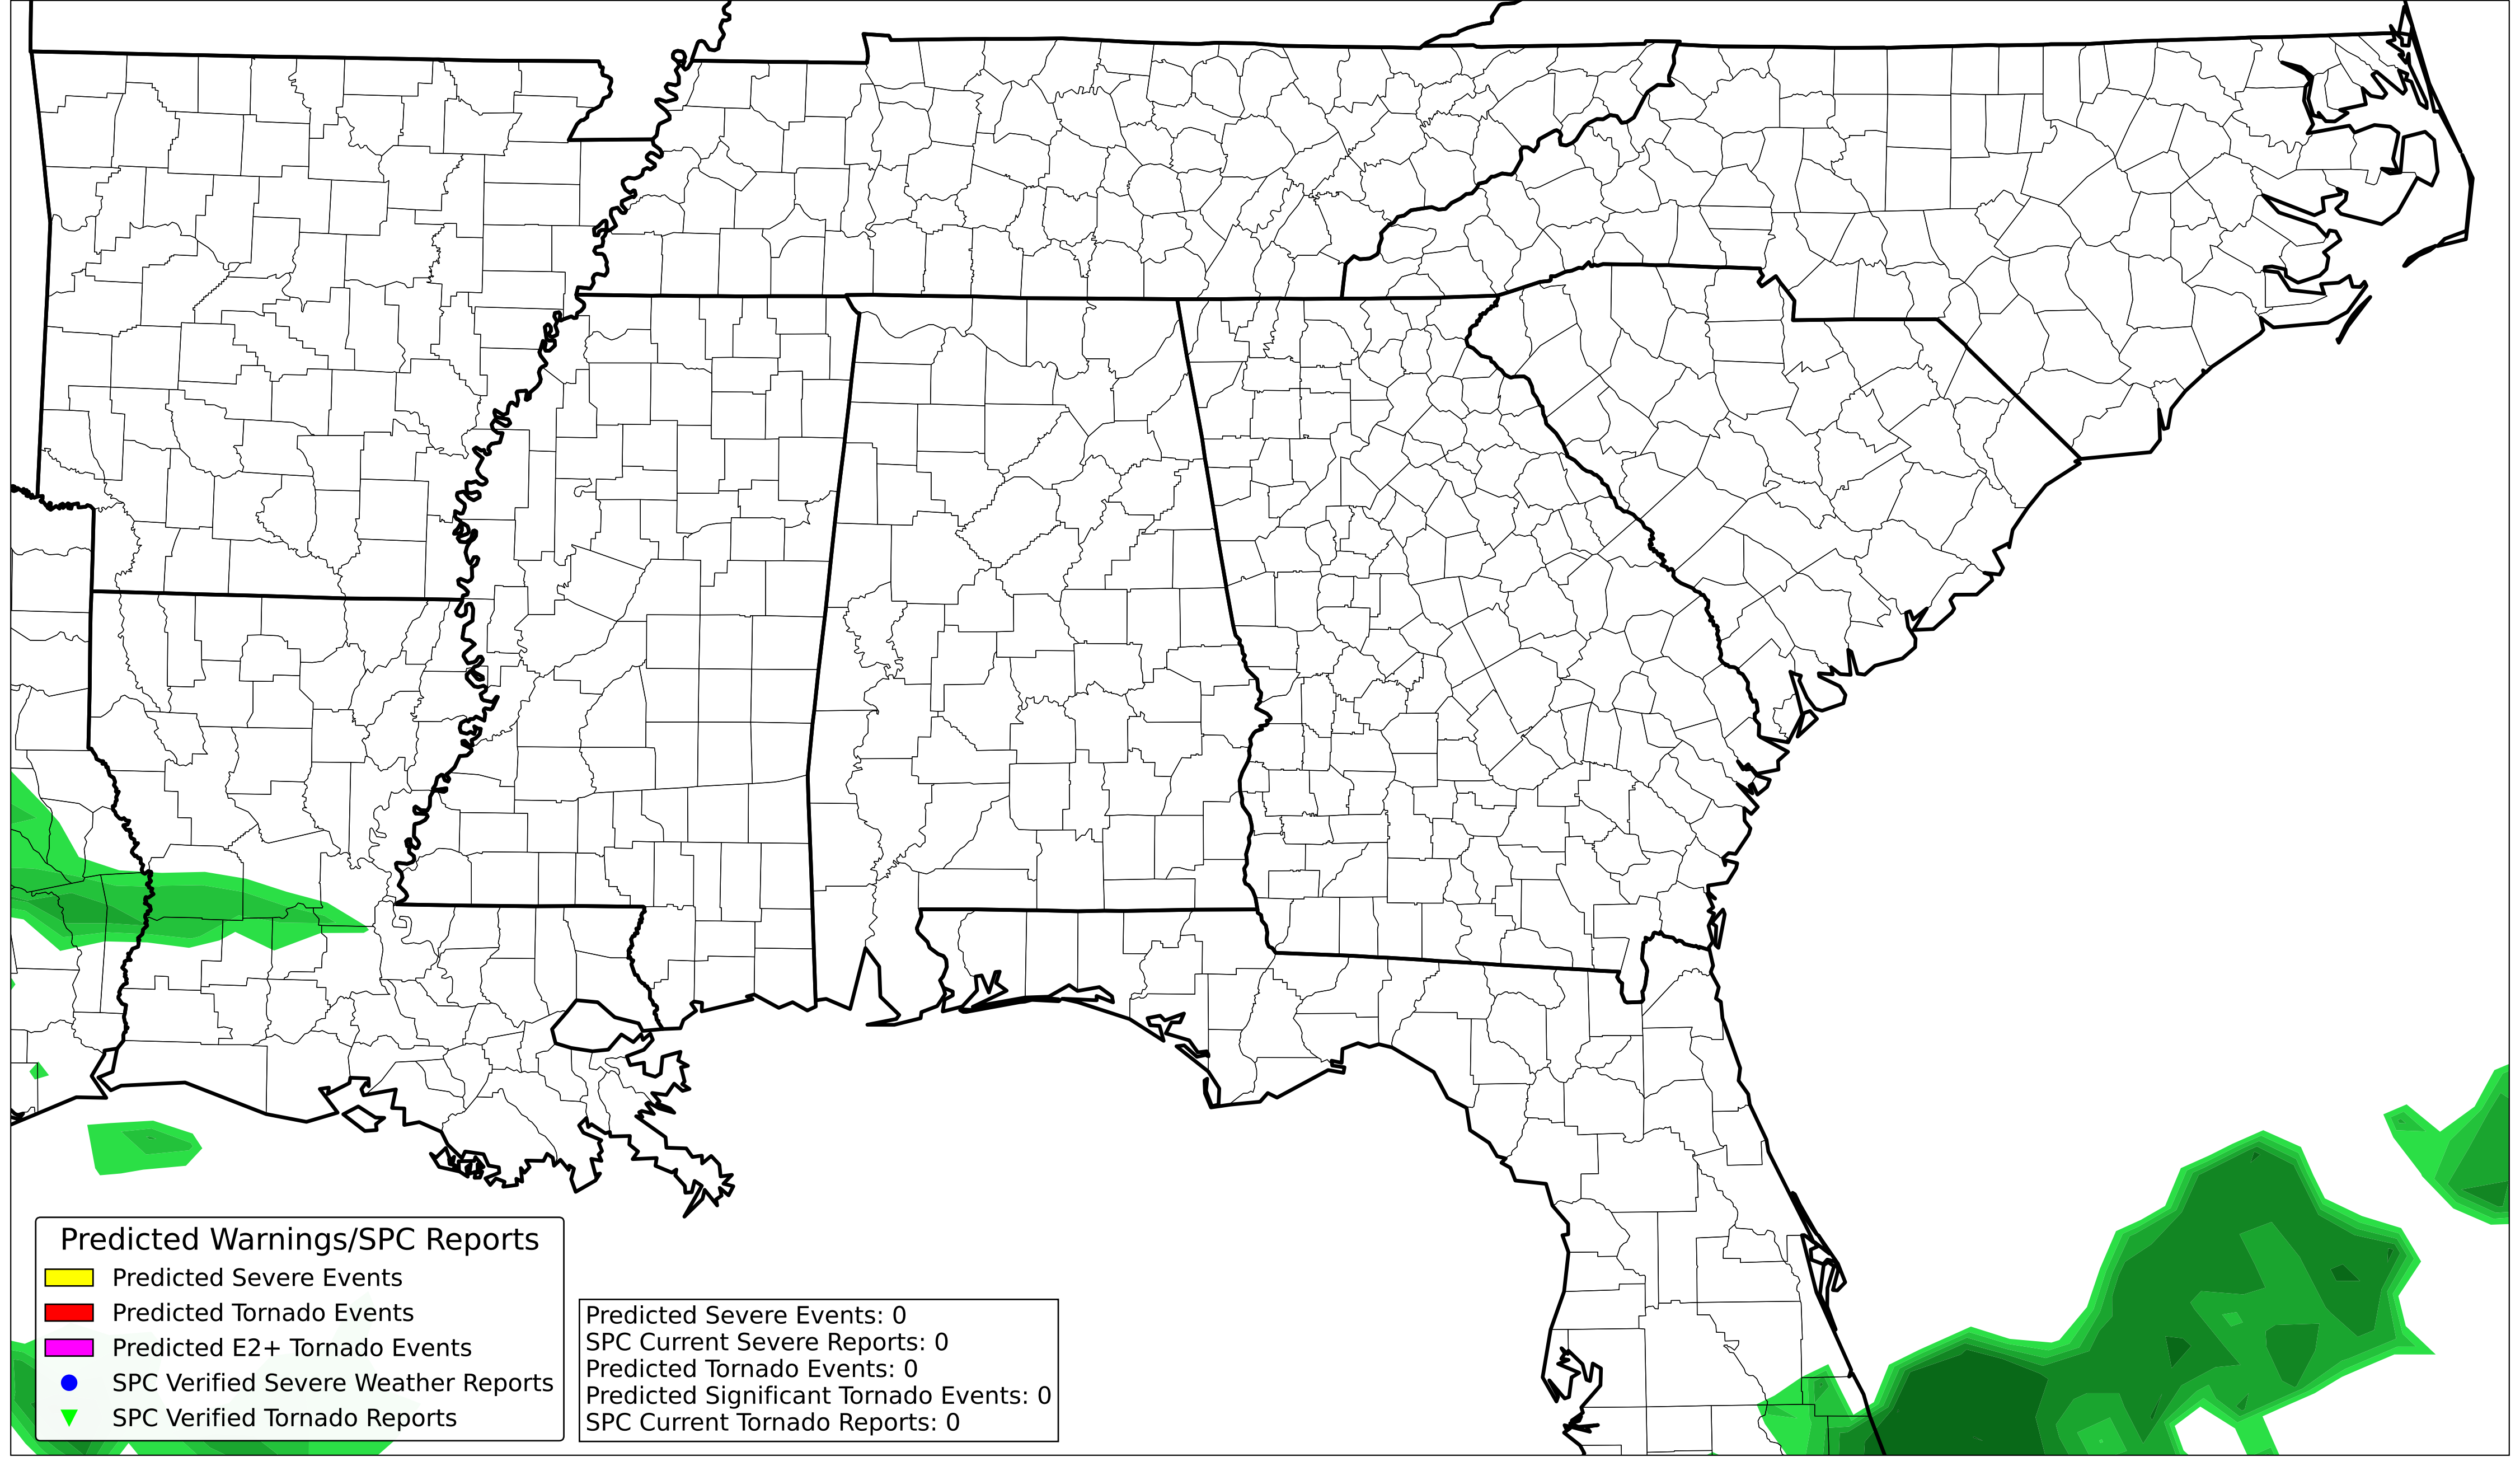 Predicted Warnings/SPC Reports
Predicted Severe Events
Predicted Tornado Events
Predicted E2+ Tornado Events
SPC Verified Severe Weather Reports
SPC Verified Tornado Reports
Predicted Severe Events: 0
SPC Current Severe Reports: 0
Predicted Tornado Events: 0
Predicted Significant Tornado Events: 0
SPC Current Tornado Reports: 0